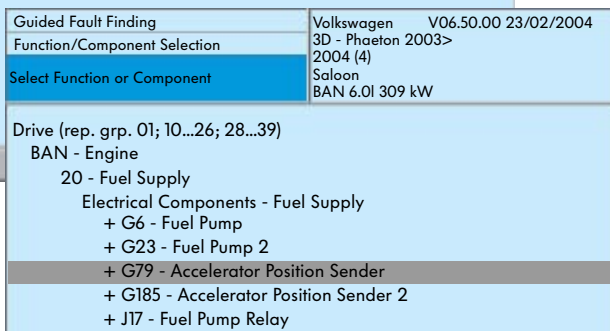 Guided Fault Finding
Function/Component Selection
Select Function or Component
Volkswagen V06.50.00 23/02/2004
3D - Phaeton 2003>
2004 (4)
Saloon
BAN 6.0l 309 kW
Drive (rep. grp. 01; 10...26; 28...39)
BAN - Engine
20 - Fuel Supply
Electrical Components - Fuel Supply
+ G6 - Fuel Pump
+ G23 - Fuel Pump 2
+ G79 - Accelerator Position Sender
+ G185 - Accelerator Position Sender 2
+ J17 - Fuel Pump Relay